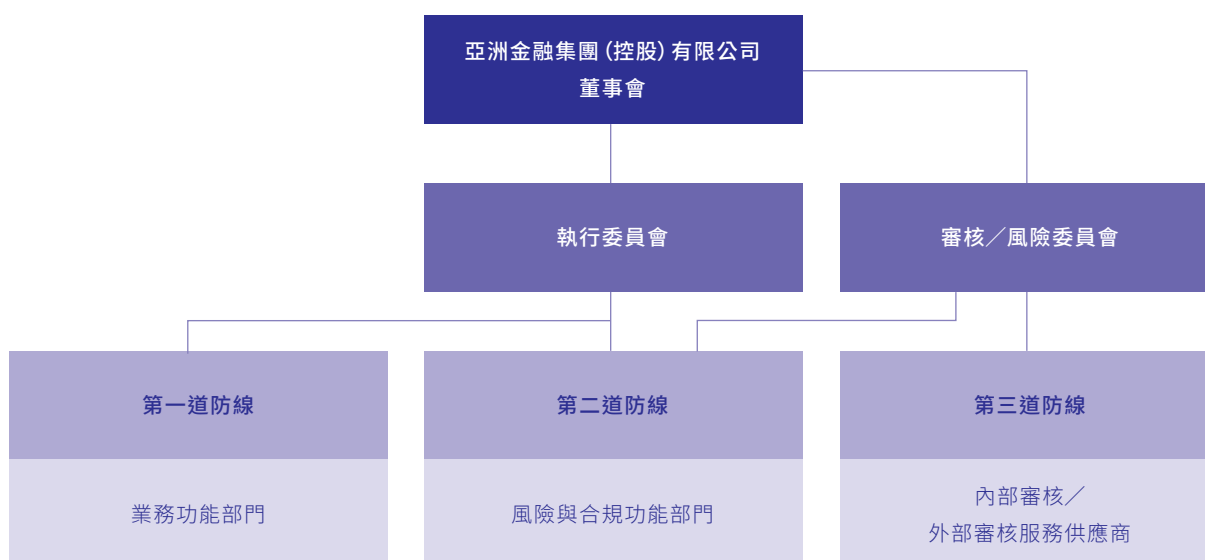 亞洲金融集團（控股）有限公司
董事會
執行委員會
審核／風險委員會
第一道防線
第二道防線
第三道防線
業務功能部門
風險與合規功能部門
內部審核／
外部審核服務供應商